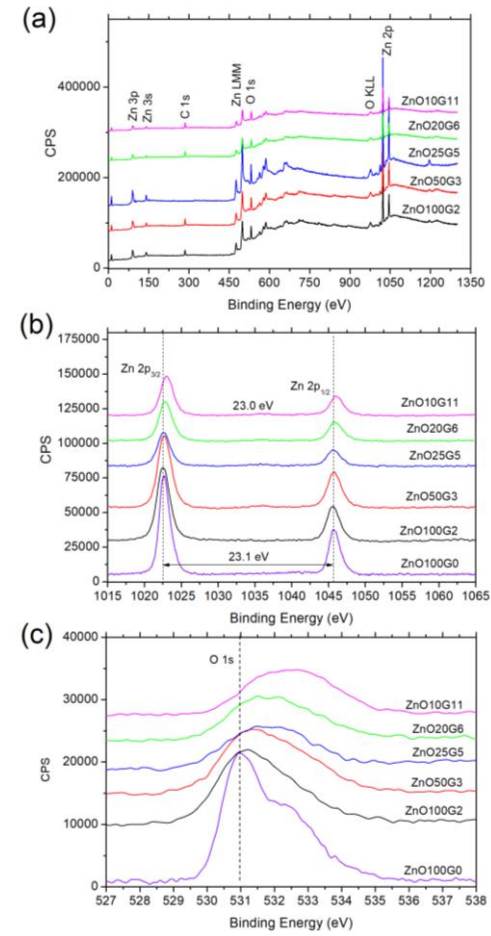 (a)
Zn 3p
Zn 3s
C 1s
Zn LMM
O 1s
O KLL
Zn 2p
400000
200000
0
CPS
ZnO10G11
ZnO20G6
ZnO25G5
ZnO50G3
ZnO100G2
0 150 300 450 600 750 900 1050 1200 1350
Binding Energy (eV)
(b)
175000
150000
125000
100000
75000
50000
25000
0
CPS
Zn 2p3/2
Zn 2p1/2
23.0 eV
23.1 eV
ZnO10G11
ZnO20G6
ZnO25G5
ZnO50G3
ZnO100G2
ZnO100G0
1015 1020 1025 1030 1035 1040 1045 1050 1055 1060 1065
Binding Energy (eV)
(c)
40000
30000
20000
10000
0
CPS
O 1s
ZnO10G11
ZnO20G6
ZnO25G5
ZnO50G3
ZnO100G2
ZnO100G0
527 528 529 530 531 532 533 534 535 536 537 538
Binding Energy (eV)